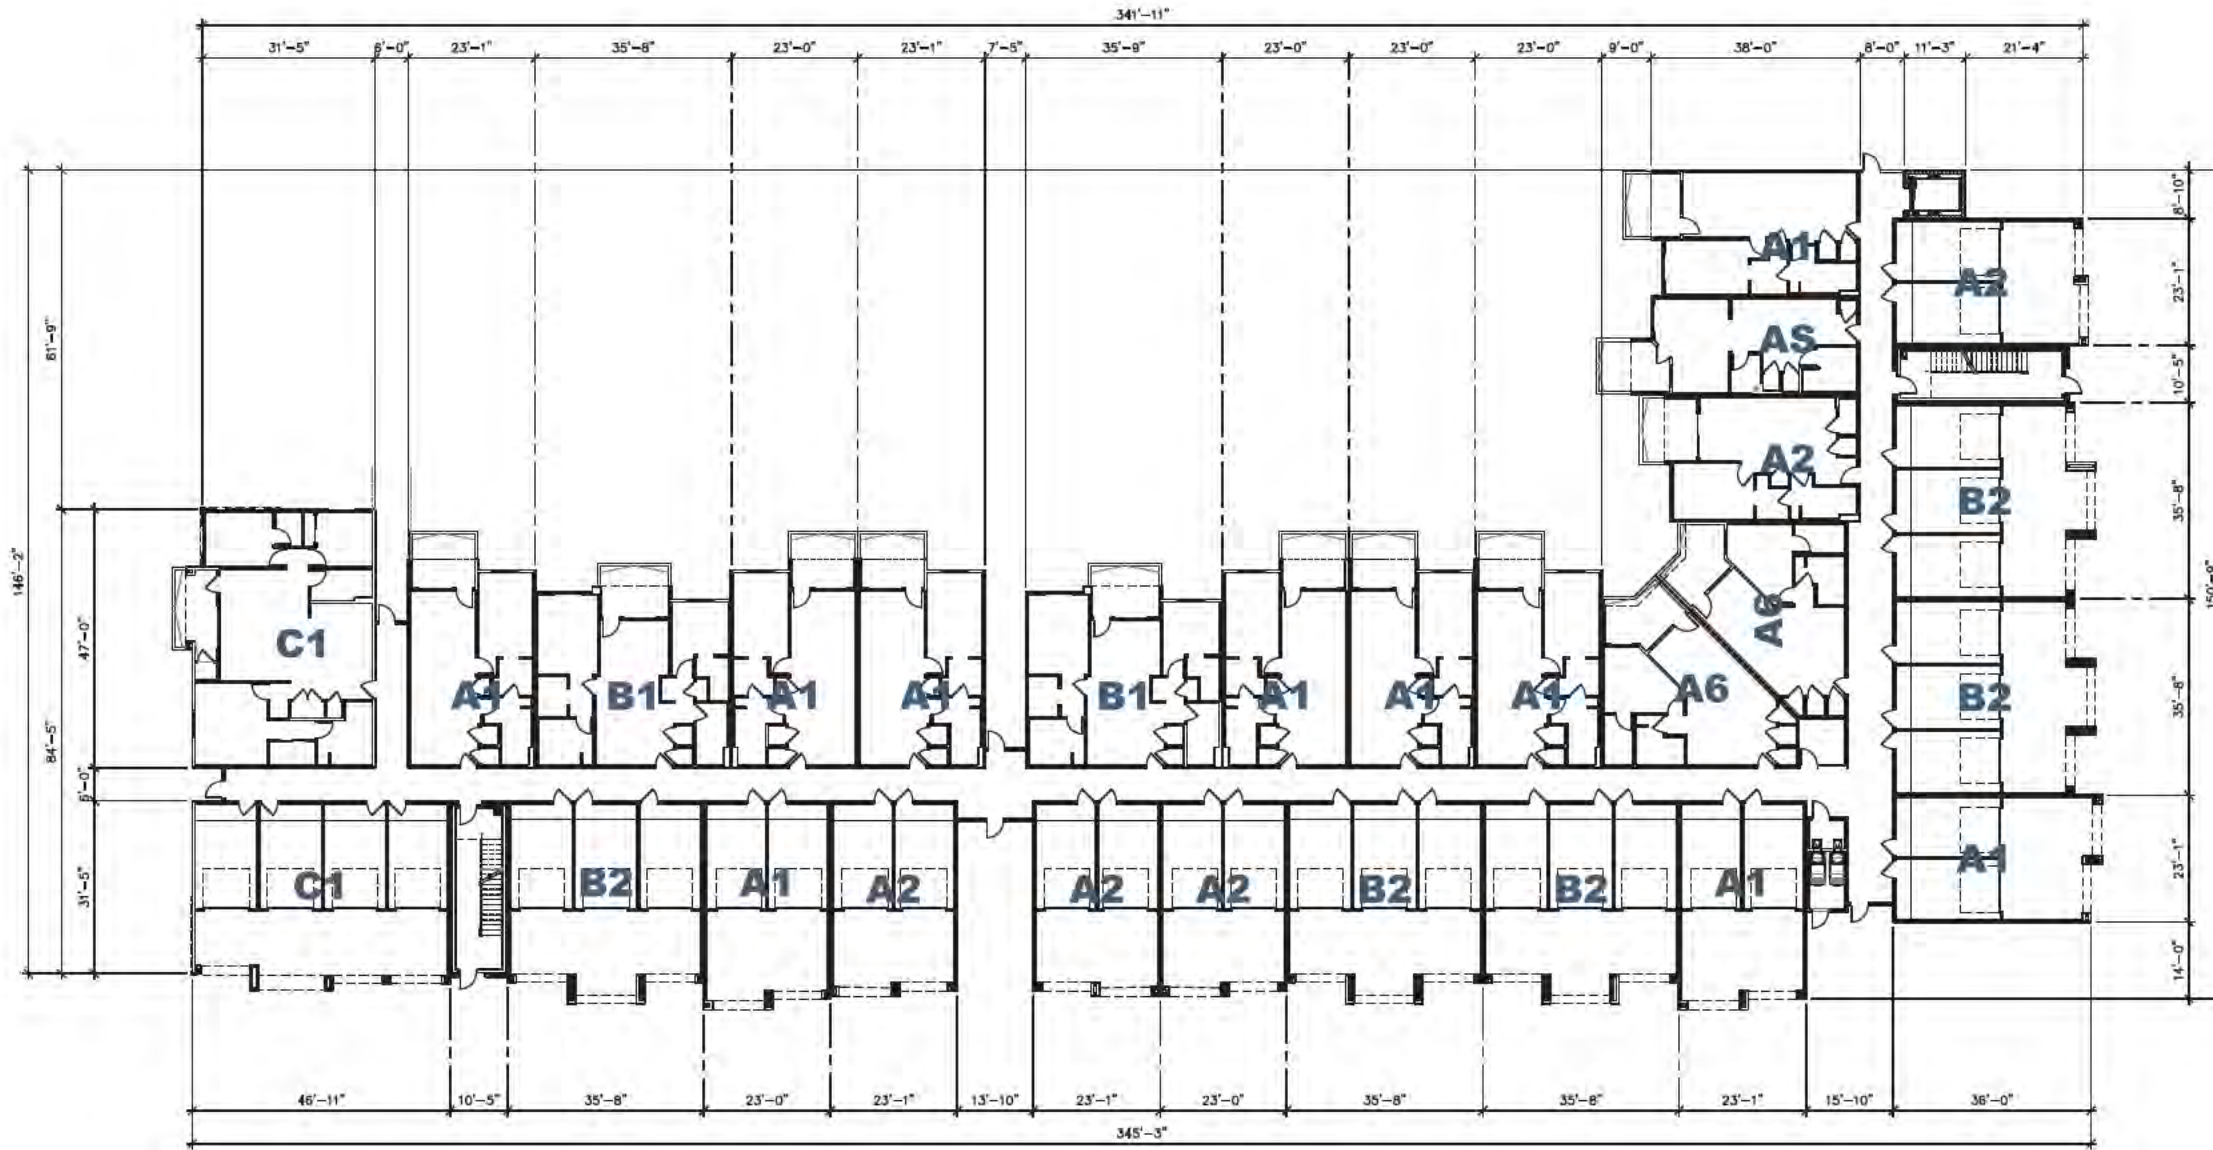 341'-11"
31'-5" 6'-0" 23'-1" 35'-8" 23'-0" 23'-1" 7'-5" 35'-9" 23'-0" 23'-0" 23'-0" 9'-0" 38'-0" 8'-0" 11'-3" 21'-4"
8'-10"
A1
A2
23'-1"
61'-9"
AS
10'-5"
A2
B2
35'-8"
146'-2"
150'-9"
47'-0"
C1
A6
A1 B1 A1 A1 B1 A1 A1 A1 A6
B2
35'-8"
84'-5"
6'-0"
31'-5"
C1 B2 A1 A2 A2 A2 B2 B2 A1
A1
23'-1"
14'-0"
46'-11" 10'-5" 35'-8" 23'-0" 23'-1" 13'-10" 23'-1" 23'-0" 35'-8" 35'-8" 23'-1" 15'-10" 36'-0"
345'-3"